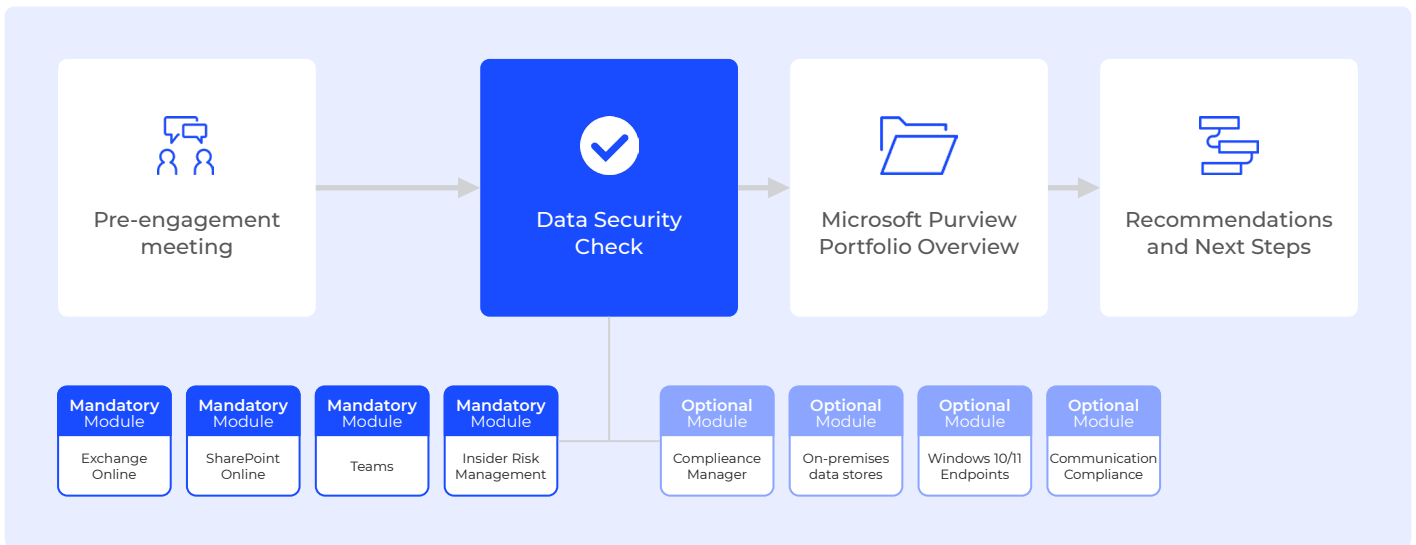 Pre-engagement
meeting
Data Security
Check
Microsoft Purview
Portfolio Overview
Recommendations
and Next Steps
Mandatory
Module
Exchange
Online
Mandatory
Module
SharePoint
Online
Mandatory
Module
Teams
Mandatory
Module
Insider Risk
Management
Optional
Module
Complieance
Manager
Optional
Module
On-premises
data stores
Optional
Module
Windows 10/11
Endpoints
Optional
Module
Communication
Compliance